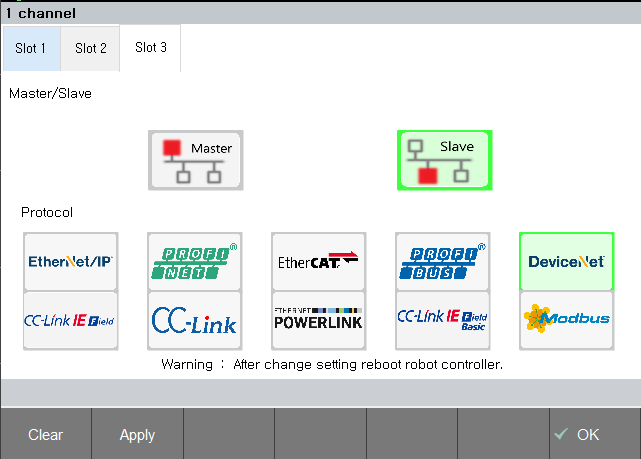 1 channel
Slot 1 Slot 2 Slot 3
Master/Slave
Master Slave
Protocol
EtherNet/IP PROFI NET EtherCAT PROFI BUS DeviceNet
CC-Link IE Field CC-Link ETHERNET POWERLINK CC-Link IE Field Basic Modbus
Warning : After change setting reboot robot controller.
Clear Apply OK